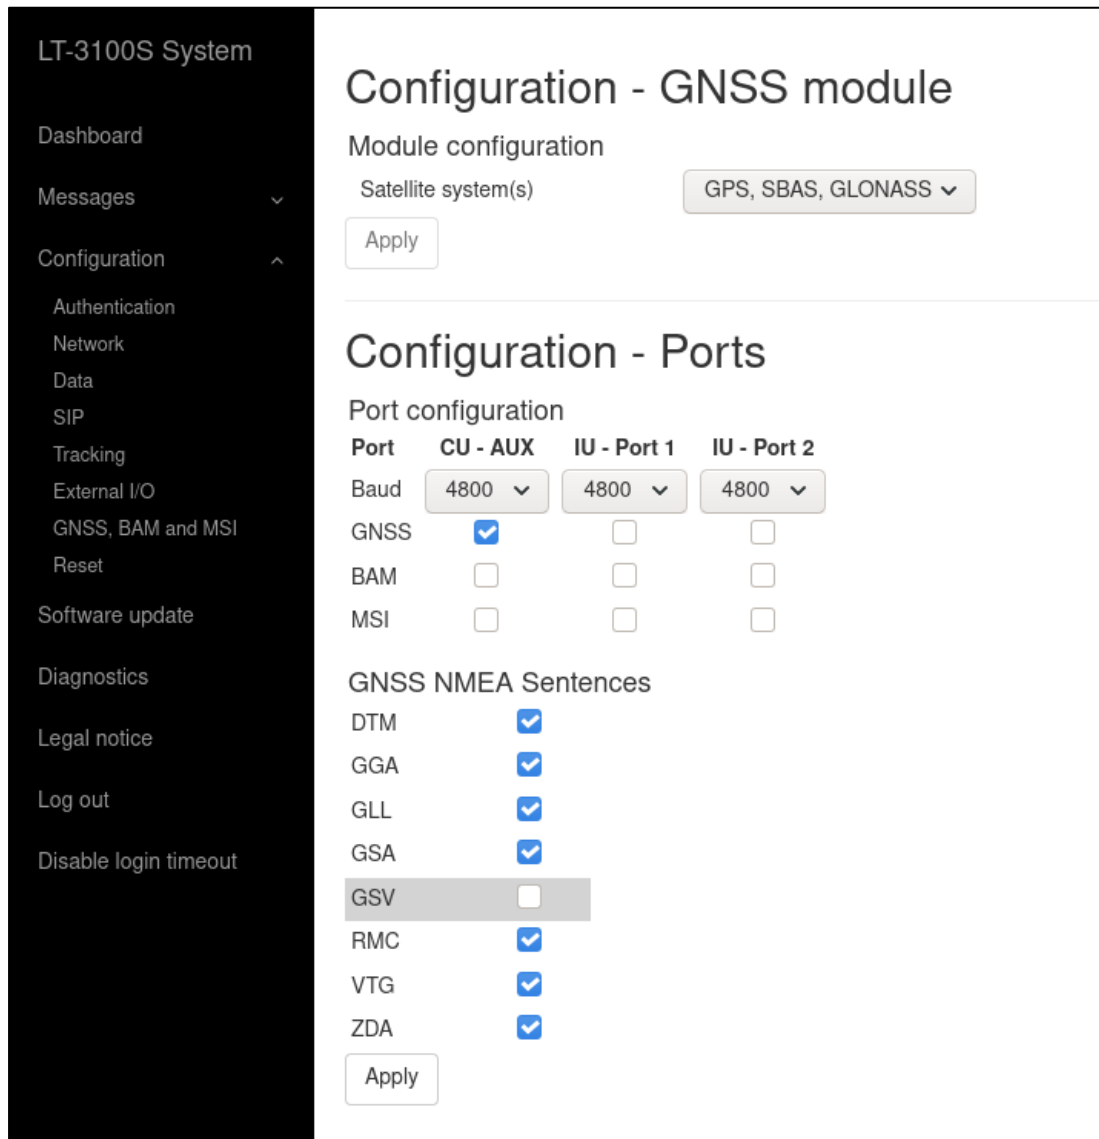 LT-3100S System
Dashboard
Messages
Configuration
Authentication
Network
Data
SIP
Tracking
External I/O
GNSS, BAM and MSI
Reset
Software update
Diagnostics
Legal notice
Log out
Disable login timeout
Configuration - GNSS module
Module configuration
Satellite system(s) GPS, SBAS, GLONASS
Apply
Configuration - Ports
Port configuration
Port CU - AUX IU - Port 1 IU - Port 2
Baud 4800 4800 4800
GNSS
BAM
MSI
GNSS NMEA Sentences
DTM
GGA
GLL
GSA
GSV
RMC
VTG
ZDA
Apply